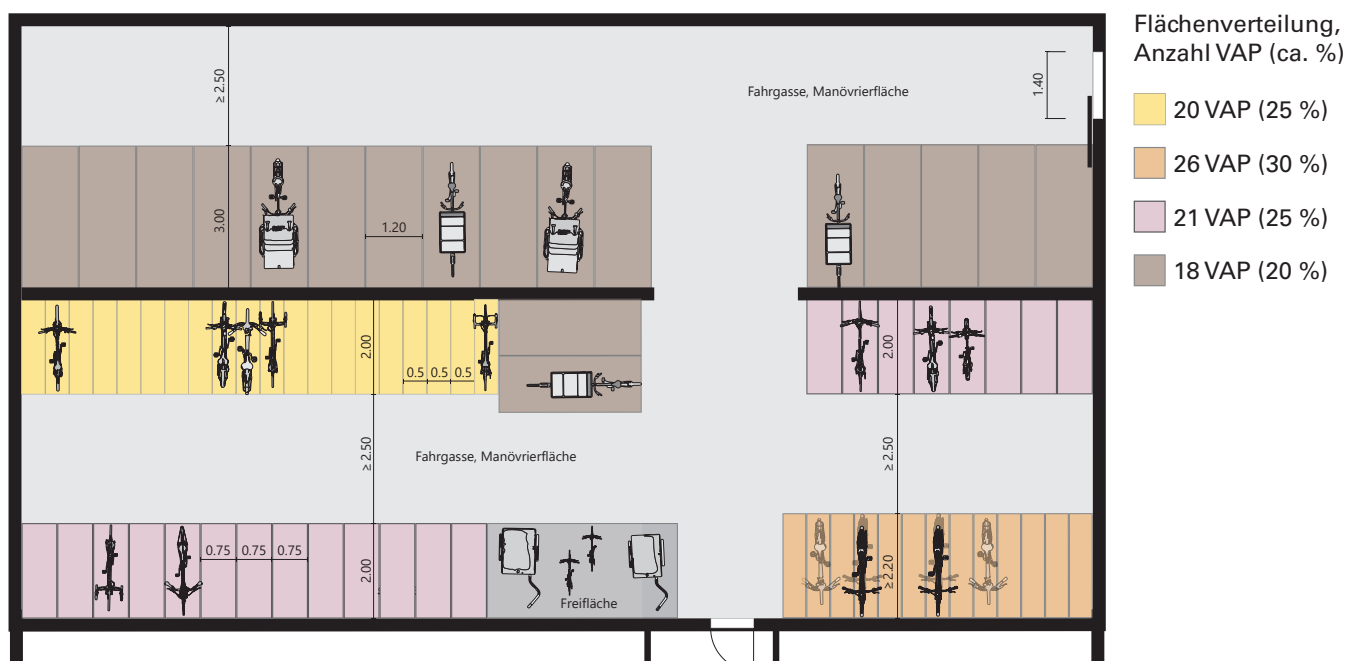 Flächenverteilung,
Anzahl VAP (ca. %)
20 VAP (25 %)
26 VAP (30 %)
21 VAP (25 %)
18 VAP (20 %)
≥ 2.50
Fahrgasse, Manövrierfläche
1.40
3.00
1.20
2.00
0.5 0.5 0.5
2.00
≥ 2.50
Fahrgasse, Manövrierfläche
≥ 2.50
0.75 0.75 0.75
2.00
Freifläche
≥2.20